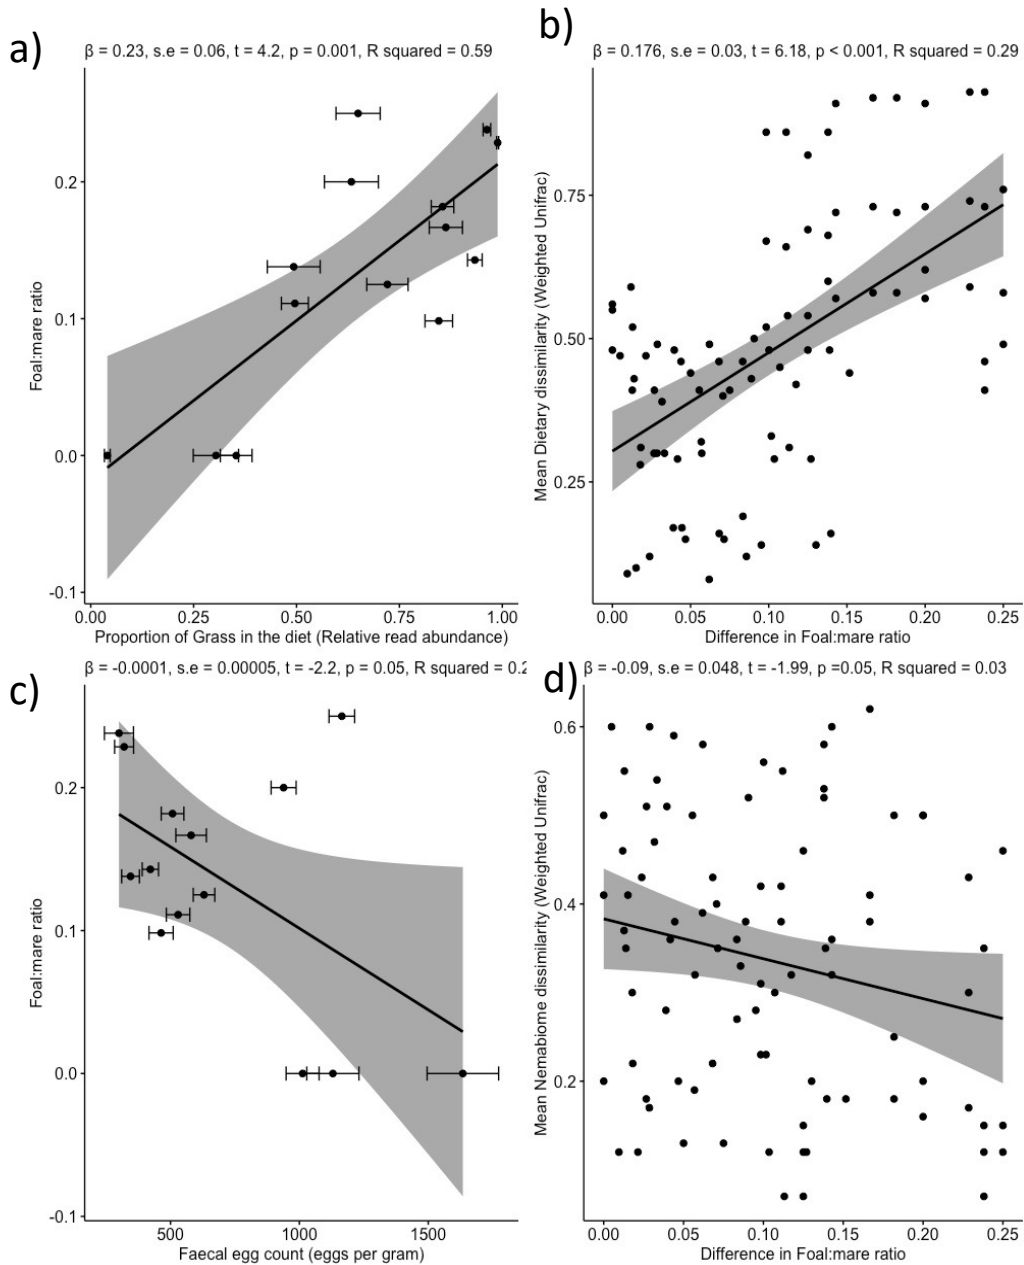 a)
β = 0.23, s.e = 0.06, t = 4.2, p = 0.001, R squared = 0.59
Foal:mare ratio
0.2
0.1
0.0
-0.1
0.00 0.25 0.50 0.75 1.00
Proportion of Grass in the diet (Relative read abundance)
b)
β = 0.176, s.e = 0.03, t = 6.18, p < 0.001, R squared = 0.29
Mean Dietary dissimilarity (Weighted Unifrac)
0.75
0.50
0.25
0.00 0.05 0.10 0.15 0.20 0.25
Difference in Foal:mare ratio
c)
β = -0.0001, s.e = 0.00005, t = -2.2, p = 0.05, R squared = 0.2
Foal:mare ratio
0.2
0.1
0.0
-0.1
500 1000 1500
Faecal egg count (eggs per gram)
d)
β = -0.09, s.e = 0.048, t = -1.99, p =0.05, R squared = 0.03
Mean Nemabiome dissimilarity (Weighted Unifrac)
0.6
0.4
0.2
0.00 0.05 0.10 0.15 0.20 0.25
Difference in Foal:mare ratio